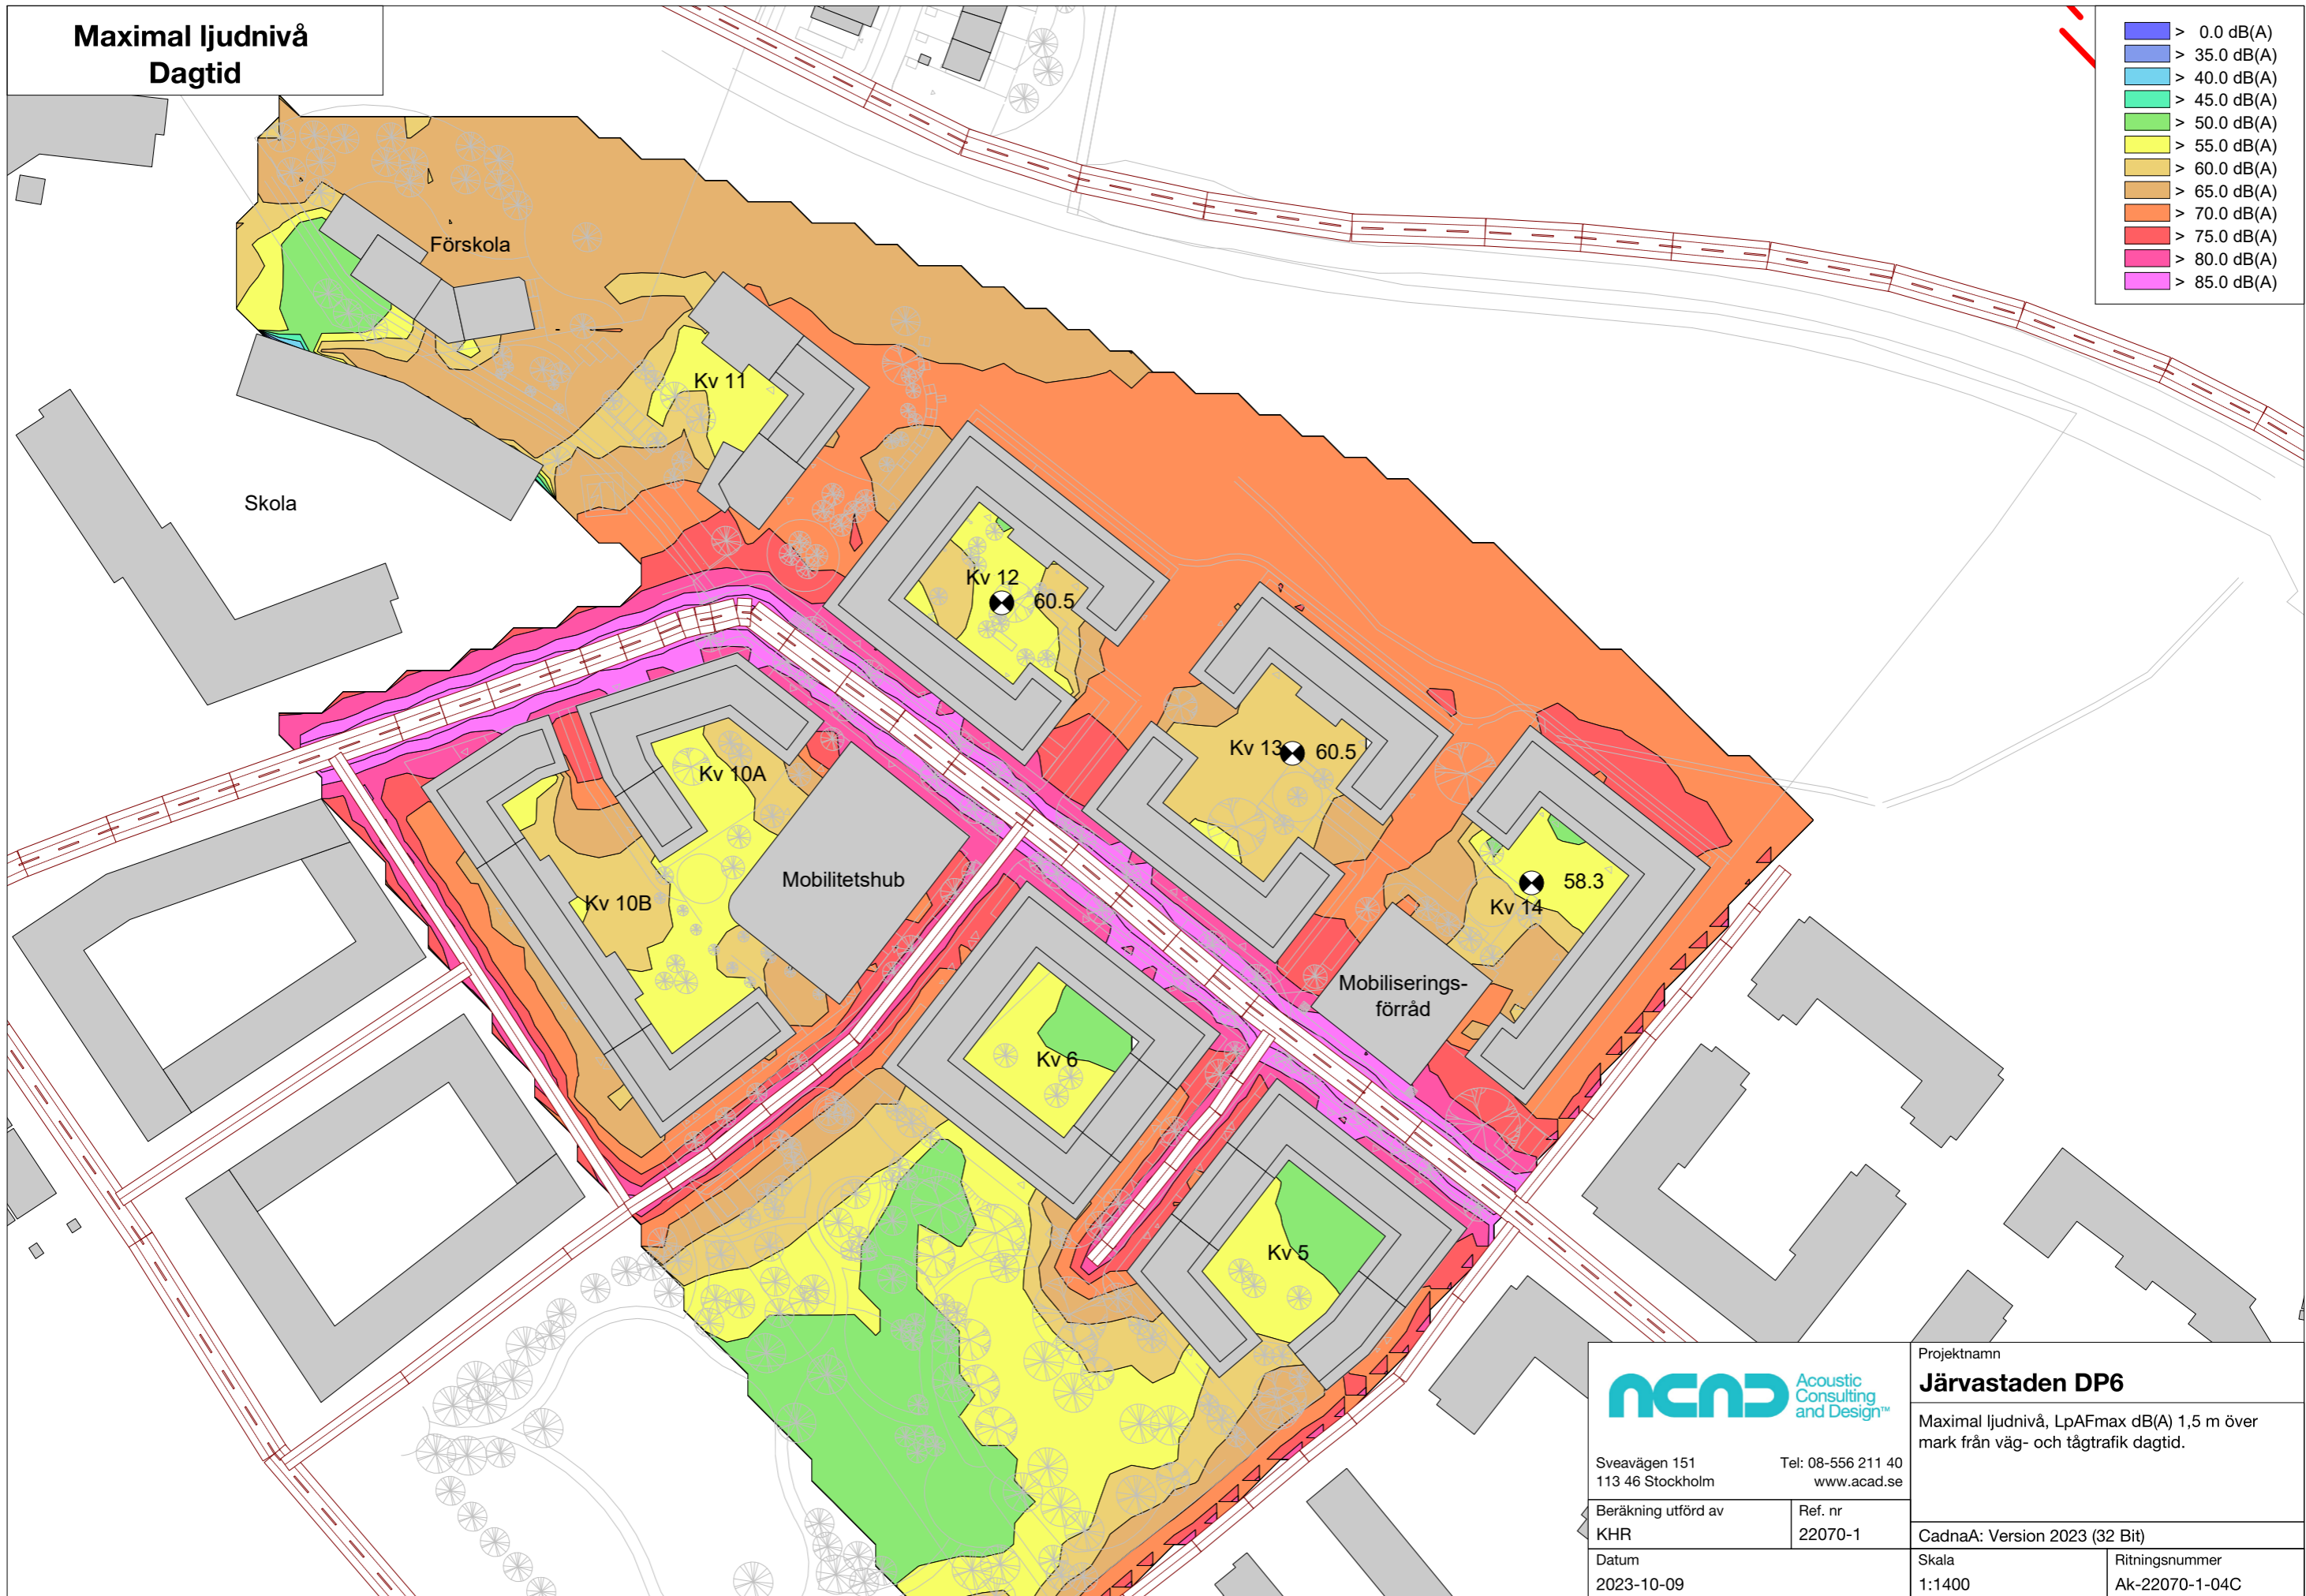 Maximal ljudnivå
Dagtid
> 0.0 dB(A)
> 35.0 dB(A)
> 40.0 dB(A)
> 45.0 dB(A)
> 50.0 dB(A)
> 55.0 dB(A)
> 60.0 dB(A)
> 65.0 dB(A)
> 70.0 dB(A)
> 75.0 dB(A)
> 80.0 dB(A)
> 85.0 dB(A)
Förskola
Kv 11
Skola
Kv 12
60.5
Kv 13
60.5
Kv 10A
Mobilitetshub
Kv 10B
58.3
Kv 14
Mobiliserings-
förråd
Kv 6
Kv 5
acad
Acoustic
Consulting
and Design™
Sveavägen 151
113 46 Stockholm
Tel: 08-556 211 40
www.acad.se
Beräkning utförd av
KHR
Ref. nr
22070-1
Datum
2023-10-09
Projektnamn
Järvastaden DP6
Maximal ljudnivå, LpAFmax dB(A) 1,5 m över
mark från väg- och tågtrafik dagtid.
CadnaA: Version 2023 (32 Bit)
Skala
1:1400
Ritningsnummer
Ak-22070-1-04C